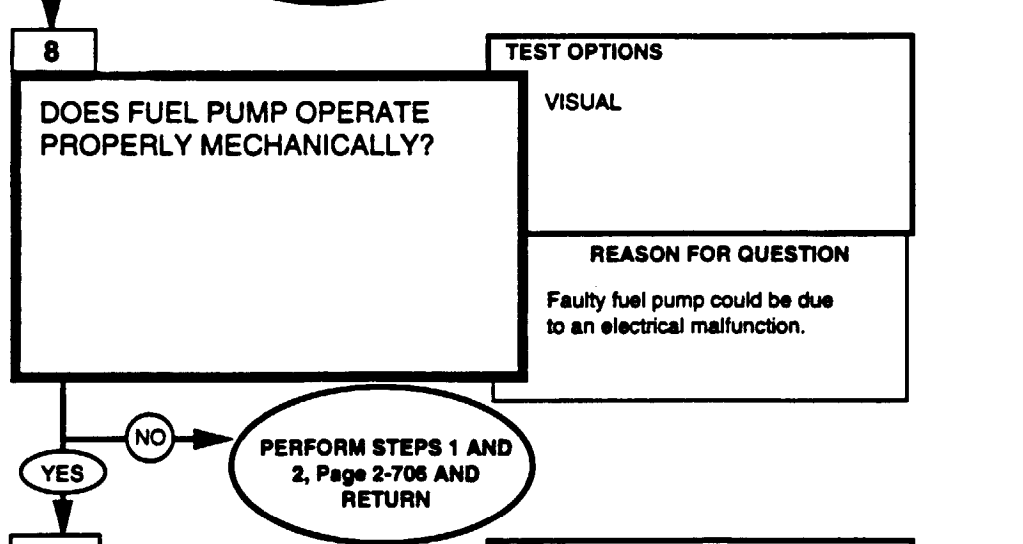 8
DOES FUEL PUMP OPERATE
PROPERLY MECHANICALLY?
TEST OPTIONS
VISUAL
REASON FOR QUESTION
Faulty fuel pump could be due
to an electrical malfunction.
NO
YES
PERFORM STEPS 1 AND
2, Page 2-706 AND
RETURN